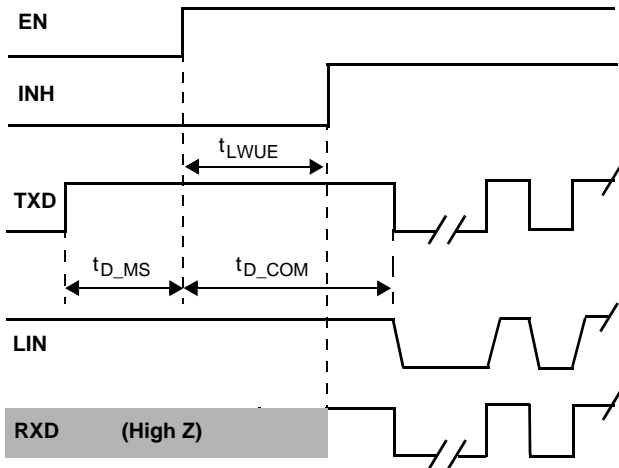 EN
INH
tLWUE
TXD
tD_MS
tD_COM
LIN
RXD (High Z)